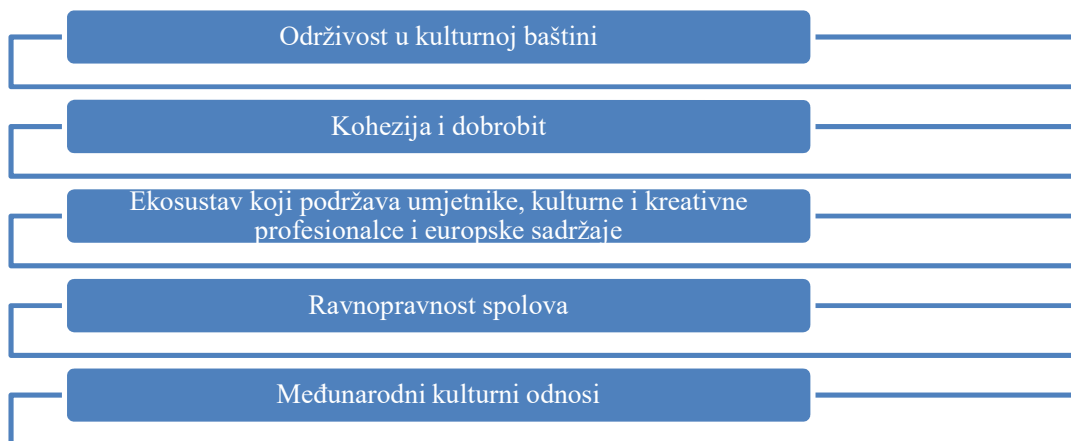 Održivost u kulturnoj baštini
Kohezija i dobrobit
Ekosustav koji podržava umjetnike, kulturne i kreativne
profesionalce i europske sadržaje
Ravnopravnost spolova
Međunarodni kulturni odnosi